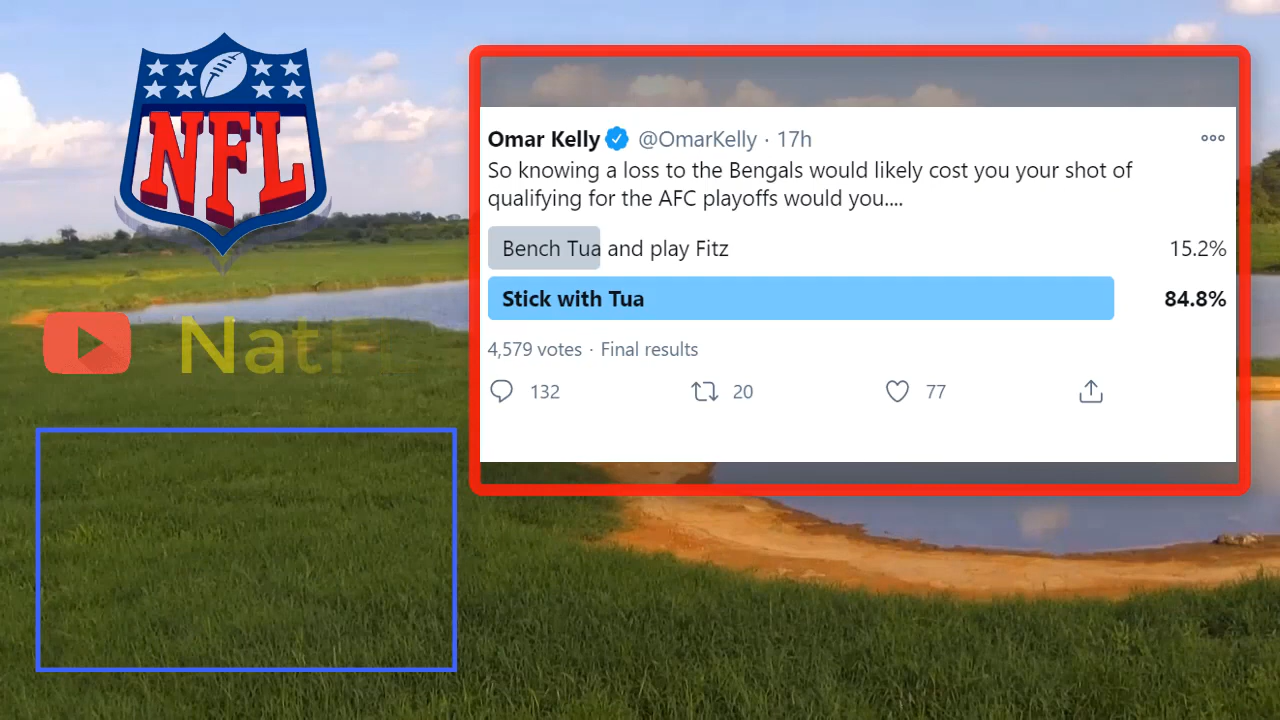 NFL
Omar Kelly @OmarKelly · 17h
So knowing a loss to the Bengals would likely cost you your shot of
qualifying for the AFC playoffs would you....
Bench Tua and play Fitz 15.2%
Stick with Tua 84.8%
4,579 votes · Final results
132 20 77